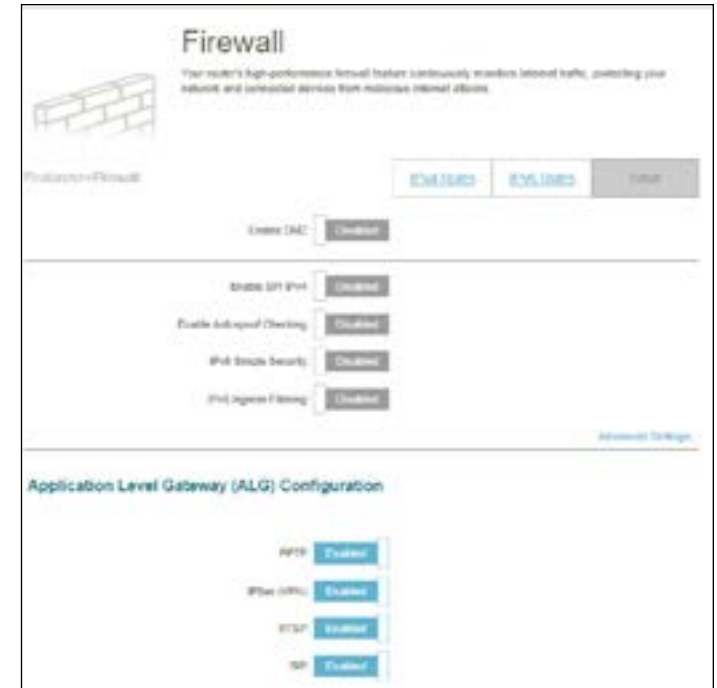 Firewall
Your router's high-performance firewall feature continuously monitors internet traffic, protecting your
network and connected devices from malicious internet attacks.
Features>>Firewall
IPv4 Rules
IPv6 Rules
Save
Enable DMZ
Disabled
Enable SPI IPv4
Disabled
Enable Anti-spoof Checking
Disabled
IPv6 Simple Security
Disabled
IPv6 Ingress Filtering
Disabled
Advanced Settings
Application Level Gateway (ALG) Configuration
PPTP
Enabled
IPSec (VPN)
Enabled
RTSP
Enabled
SIP
Enabled